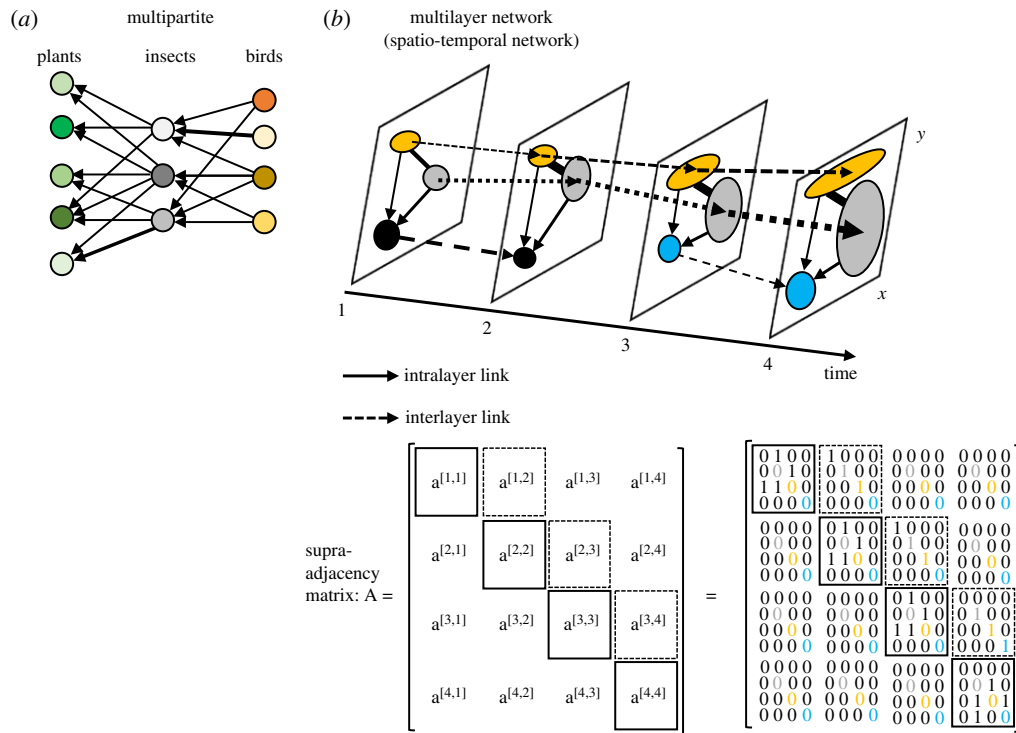 (a)
multipartite
plants insects birds
(b)
multilayer network
(spatio-temporal network)
y
x
1
2
3
4
time
intralayer link
interlayer link
supra-
adjacency
matrix: A =
a[1,1] a[1,2] a[1,3] a[1,4]
a[2,1] a[2,2] a[2,3] a[2,4]
a[3,1] a[3,2] a[3,3] a[3,4]
a[4,1] a[4,2] a[4,3] a[4,4]
=
0 1 0 0 1 0 0 0 0 0 0 0 0 0 0 0
0 0 1 0 0 1 0 0 0 0 0 0 0 0 0 0
1 1 0 0 0 0 1 0 0 0 0 0 0 0 0 0
0 0 0 0 0 0 0 0 0 0 0 0 0 0 0 0
0 0 0 0 0 1 0 0 1 0 0 0 0 0 0 0
0 0 0 0 0 0 1 0 0 1 0 0 0 0 0 0
0 0 0 0 1 1 0 0 0 0 1 0 0 0 0 0
0 0 0 0 0 0 0 0 0 0 0 0 0 0 0 0
0 0 0 0 0 0 0 0 0 1 0 0 0 0 0 0
0 0 0 0 0 0 0 0 0 0 1 0 0 1 0 0
0 0 0 0 0 0 0 0 1 1 0 0 0 0 1 0
0 0 0 0 0 0 0 0 0 0 0 0 0 0 0 1
0 0 0 0 0 0 0 0 0 0 0 0 0 0 0 0
0 0 0 0 0 0 0 0 0 0 0 0 0 0 1 0
0 0 0 0 0 0 0 0 0 0 0 0 0 1 0 1
0 0 0 0 0 0 0 0 0 0 0 0 0 1 0 0